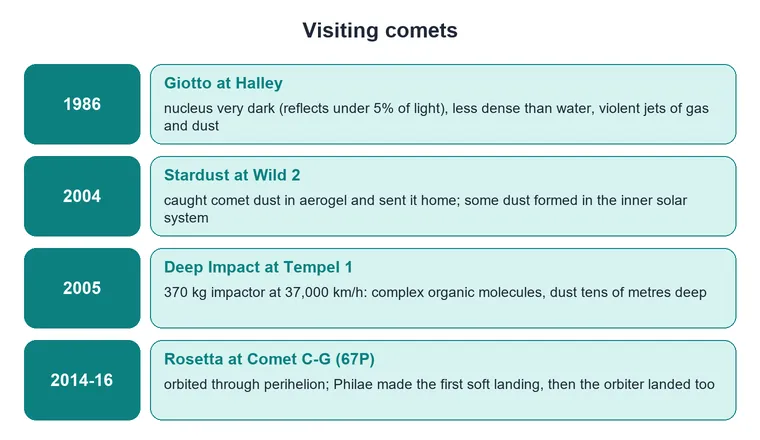 Visiting comets
1986
Giotto at Halley
nucleus very dark (reflects under 5% of light), less dense than water, violent jets of gas
and dust
2004
Stardust at Wild 2
caught comet dust in aerogel and sent it home; some dust formed in the inner solar
system
2005
Deep Impact at Tempel 1
370 kg impactor at 37,000 km/h: complex organic molecules, dust tens of metres deep
2014-16
Rosetta at Comet C-G (67P)
orbited through perihelion; Philae made the first soft landing, then the orbiter landed too